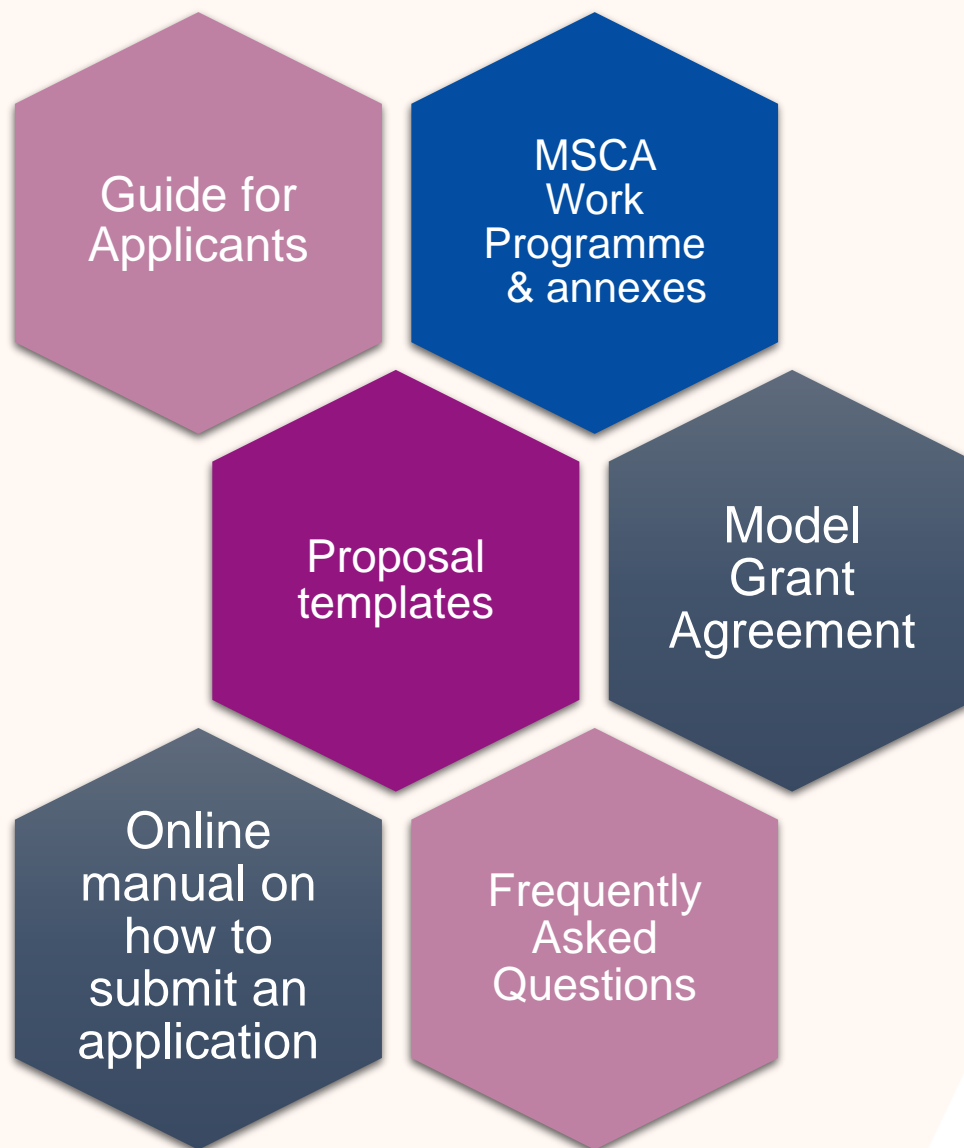 Guide for
Applicants
MSCA
Work
Programme
& annexes
Proposal
templates
Model
Grant
Agreement
Online
manual on
how to
submit an
application
Frequently
Asked
Questions